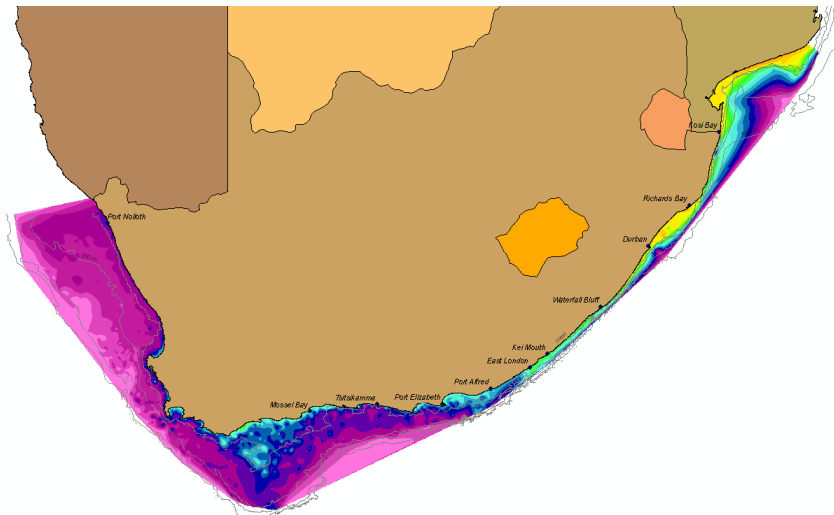 Kosi Bay
Richards Bay
Port Nolloth
Durban
Waterfall Bluff
Kei Mouth
East London
Port Alfred
Tsitsikamma
Port Elizabeth
Mossel Bay